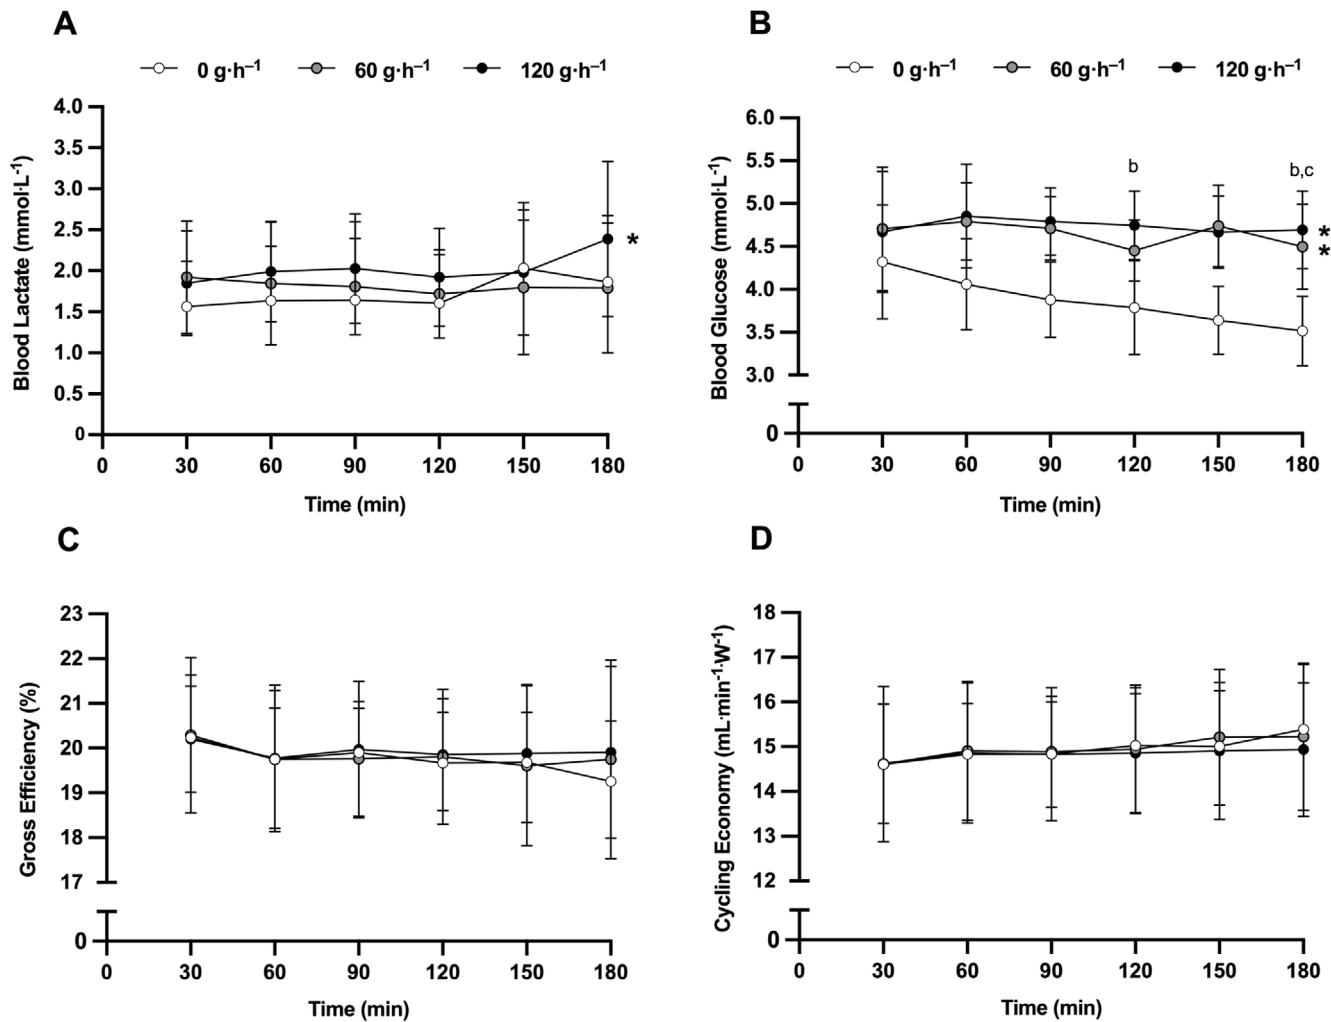 A
0 g·h–1 60 g·h–1 120 g·h–1
Blood Lactate (mmol·L-1)
4.0
3.5
3.0
2.5
2.0
1.5
1.0
0.5
0
*
0 30 60 90 120 150 180
Time (min)
B
0 g·h–1 60 g·h–1 120 g·h–1
Blood Glucose (mmol·L-1)
6.0
5.5
5.0
4.5
4.0
3.5
3.0
0
b
b,c
*
*
0 30 60 90 120 150 180
Time (min)
C
Gross Efficiency (%)
23
22
21
20
19
18
17
0
0 30 60 90 120 150 180
Time (min)
D
Cycling Economy (mL·min-1·W-1)
18
17
16
15
14
13
12
0
0 30 60 90 120 150 180
Time (min)